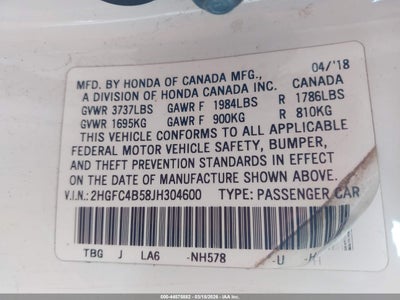 04/'18
MFD. BY HONDA OF CANADA MFG., CANADA
A DIVISION OF HONDA CANADA INC.
GVWR 3737LBS GAWR F 1984LBS R 1786LBS
GVWR 1695KG GAWR F 900KG R 810KG
THIS VEHICLE CONFORMS TO ALL APPLICABLE
FEDERAL MOTOR VEHICLE SAFETY, BUMPER,
AND THEFT PREVENTION STANDARDS IN EFFECT
ON THE DATE OF MANUFACTURE SHOWN ABOVE.
V.I.N.: 2HGFC4B58JH304600 TYPE: PASSENGER CAR
TBG J LA6 -NH578 -U